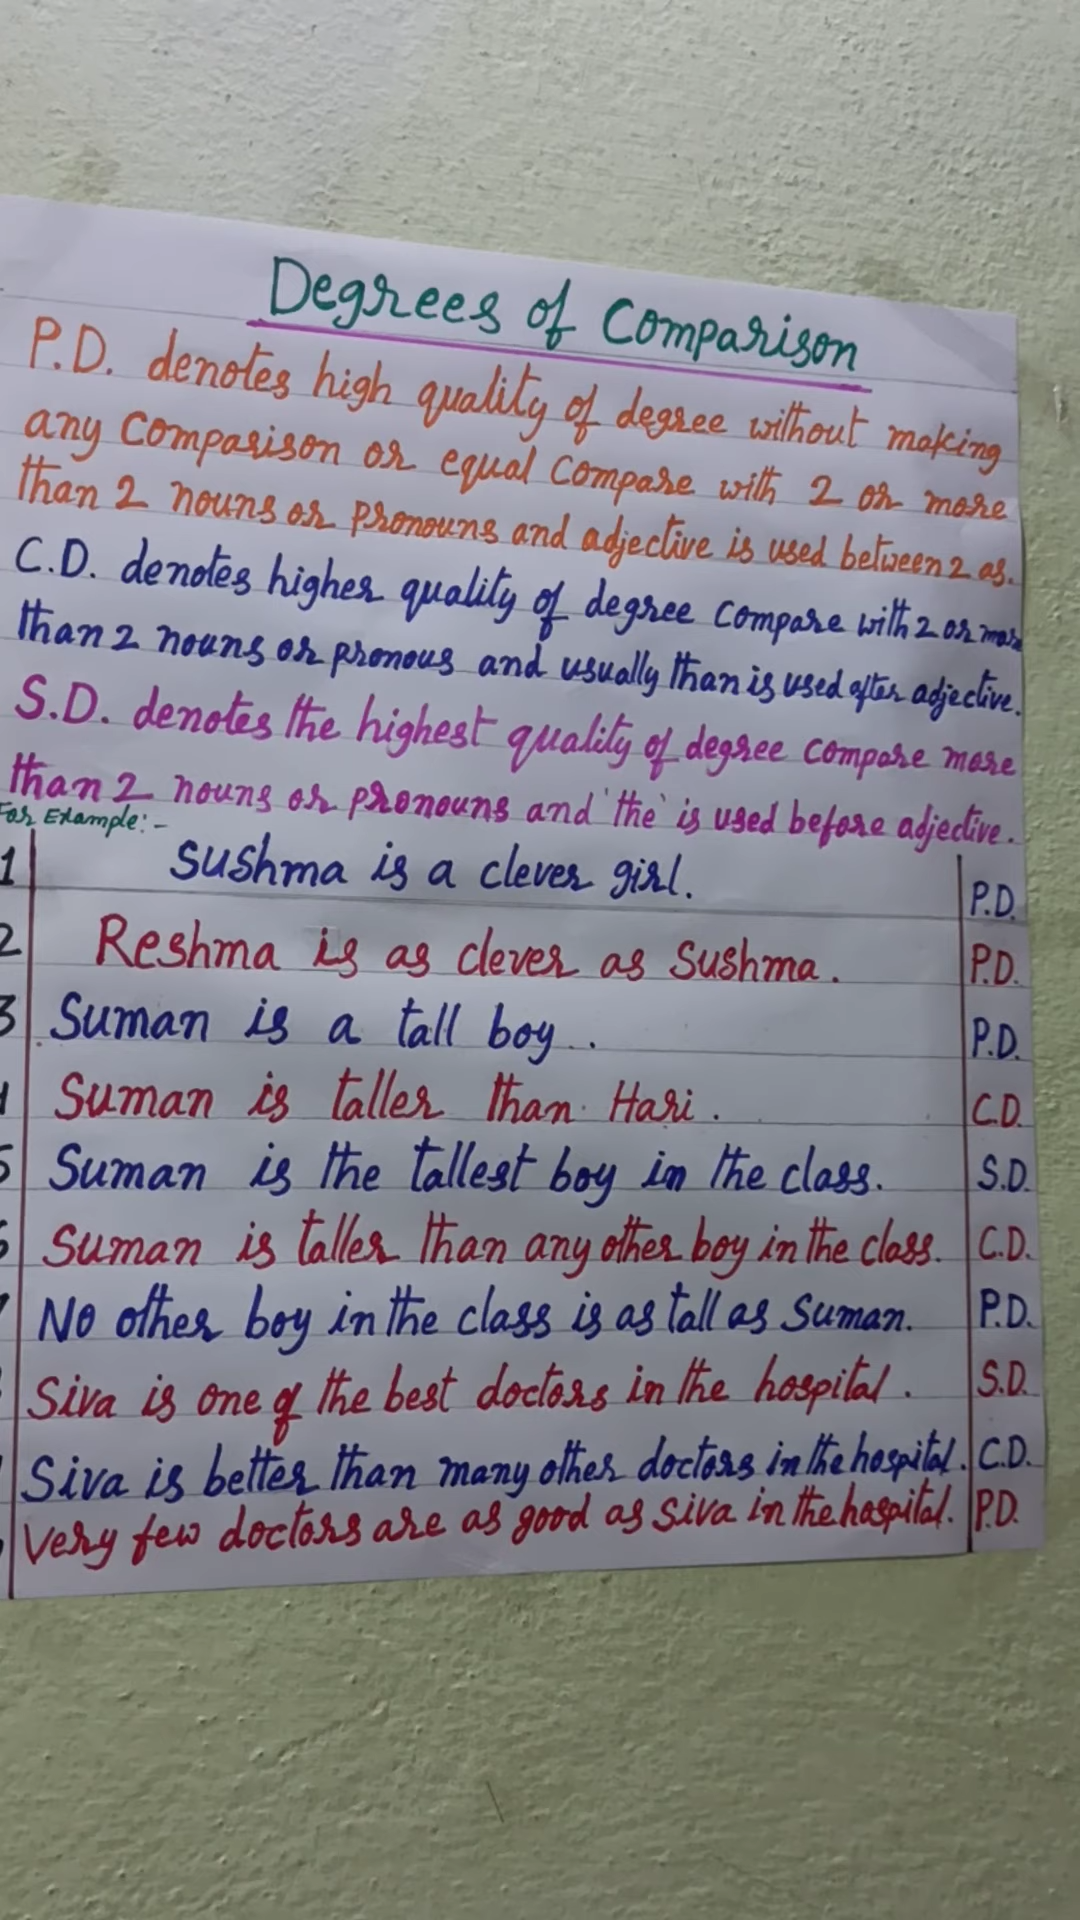 Degrees of Comparison
P.D. denotes high quality of degree without making
any Comparison or equal Compare with 2 or more
than 2 nouns or pronouns and adjective is used between 2 as.
C.D. denotes higher quality of degree Compare with 2 or more
than 2 nouns or pronous and usually than is used after adjective.
S.D. denotes the highest quality of degree Compare more
than 2 nouns or pronouns and 'the' is used before adjective.
For Example:-
1 Sushma is a clever girl. P.D.
2 Reshma is as clever as Sushma. P.D.
3 Suman is a tall boy. P.D.
Suman is taller than Hari. C.D.
5 Suman is the tallest boy in the class. S.D.
6 Suman is taller than any other boy in the class. C.D.
No other boy in the class is as tall as Suman. P.D.
Siva is one of the best doctors in the hospital. S.D.
Siva is better than many other doctors in the hospital. C.D.
Very few doctors are as good as Siva in the hospital. P.D.